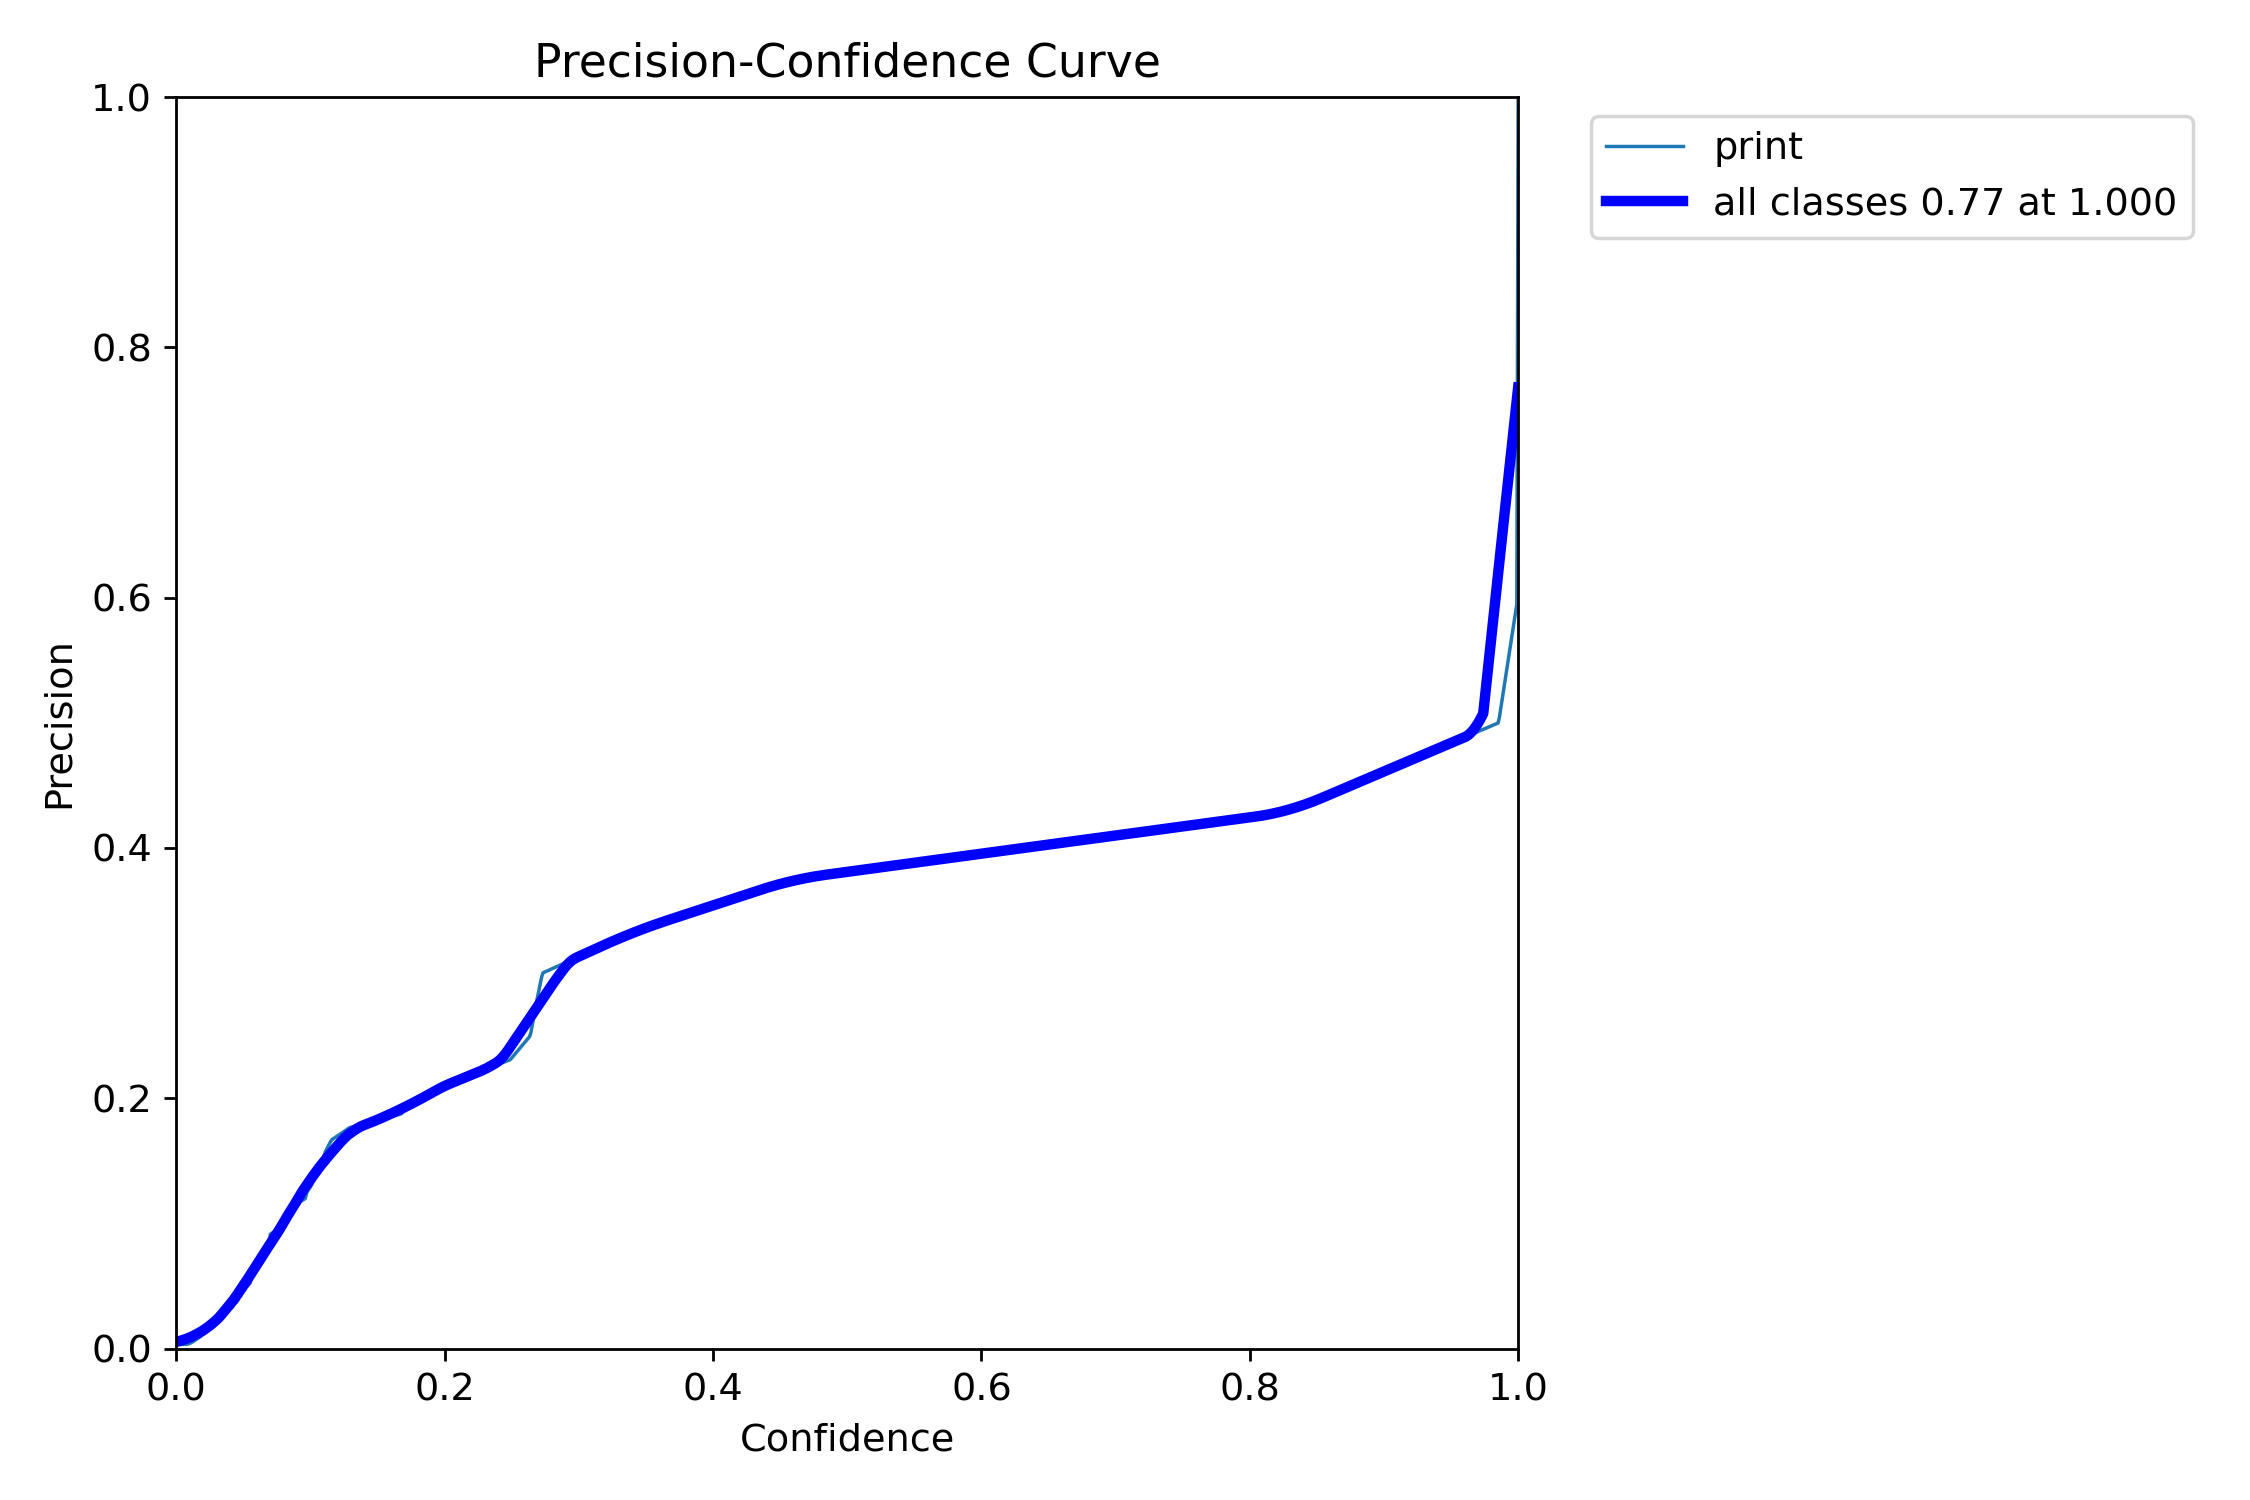 Precision-Confidence Curve
print
all classes 0.77 at 1.000
Precision
1.0
0.8
0.6
0.4
0.2
0.0
0.0 0.2 0.4 0.6 0.8 1.0
Confidence